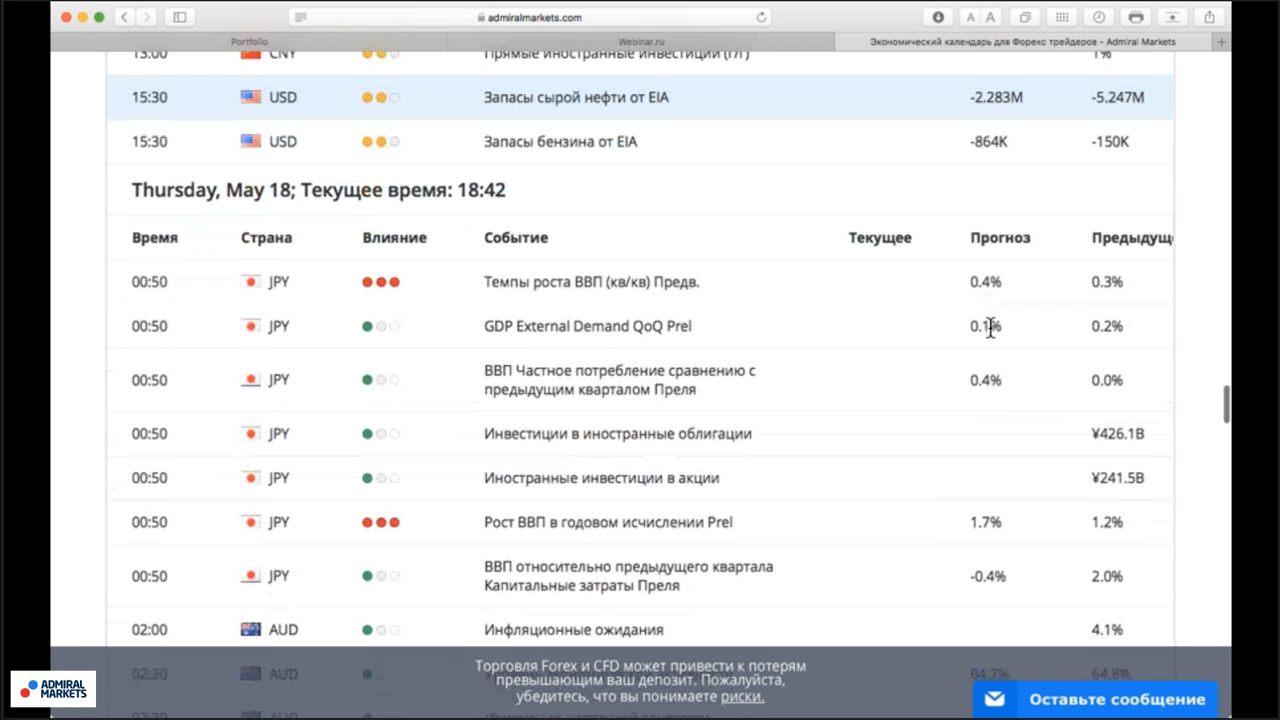 admiralmarkets.com
Portfolio Webinar.ru Экономический календарь для Форекс трейдеров - Admiral Markets
13:00 CNY Прямые иностранные инвестиции (г/г) 1%
15:30 USD Запасы сырой нефти от EIA -2.283M -5.247M
15:30 USD Запасы бензина от EIA -864K -150K
Thursday, May 18; Текущее время: 18:42
Время Страна Влияние Событие Текущее Прогноз Предыдущ
00:50 JPY Темпы роста ВВП (кв/кв) Предв. 0.4% 0.3%
00:50 JPY GDP External Demand QoQ Prel 0.1% 0.2%
00:50 JPY ВВП Частное потребление сравнению с 0.4% 0.0%
предыдущим кварталом Преля
00:50 JPY Инвестиции в иностранные облигации ¥426.1B
00:50 JPY Иностранные инвестиции в акции ¥241.5B
00:50 JPY Рост ВВП в годовом исчислении Prel 1.7% 1.2%
00:50 JPY ВВП относительно предыдущего квартала -0.4% 2.0%
Капитальные затраты Преля
02:00 AUD Инфляционные ожидания 4.1%
02:30 AUD 64.7% 64.8%
Торговля Forex и CFD может привести к потерям
превышающим ваш депозит. Пожалуйста,
убедитесь, что вы понимаете риски.
ADMIRAL
MARKETS
Оставьте сообщение